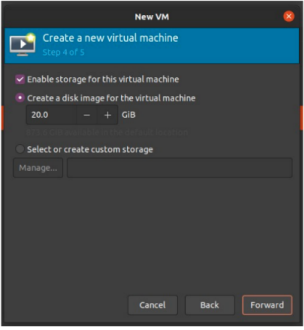 New VM
Create a new virtual machine
Step 4 of 5
Enable storage for this virtual machine
Create a disk image for the virtual machine
20.0 − + GiB
Select or create custom storage
Manage...
Cancel Back Forward